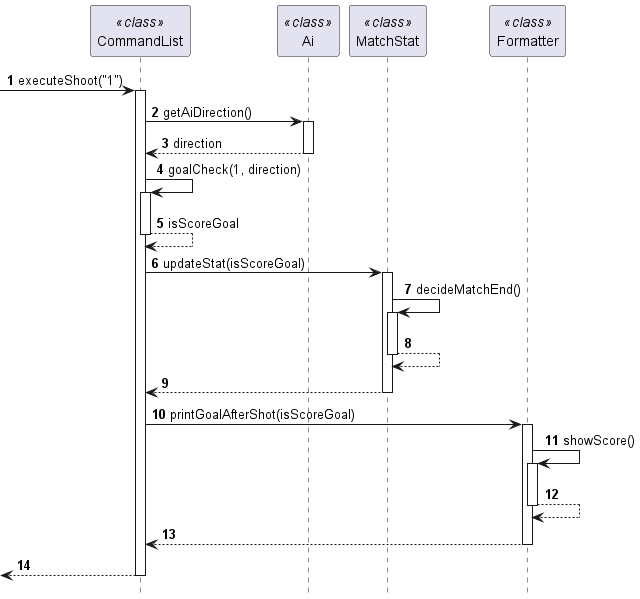 «class»
CommandList
«class»
Ai
«class»
MatchStat
«class»
Formatter
1 executeShoot("1")
2 getAiDirection()
3 direction
4 goalCheck(1, direction)
5 isScoreGoal
6 updateStat(isScoreGoal)
7 decideMatchEnd()
8
9
10 printGoalAfterShot(isScoreGoal)
11 showScore()
12
13
14